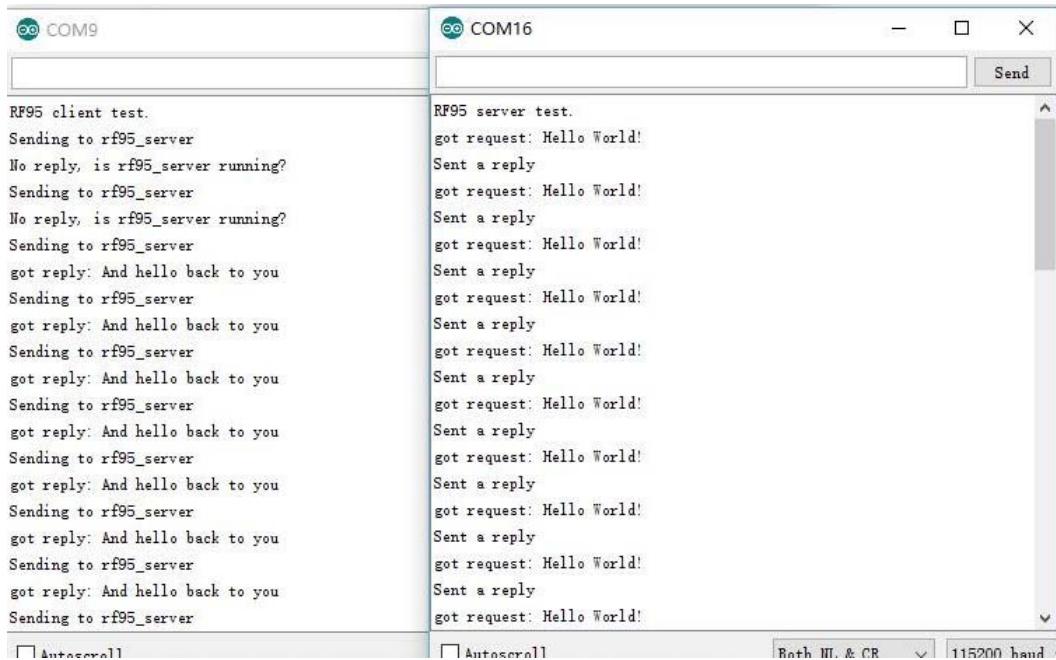 COM9
RF95 client test.
Sending to rf95_server
No reply, is rf95_server running?
Sending to rf95_server
No reply, is rf95_server running?
Sending to rf95_server
got reply: And hello back to you
Sending to rf95_server
got reply: And hello back to you
Sending to rf95_server
got reply: And hello back to you
Sending to rf95_server
got reply: And hello back to you
Sending to rf95_server
got reply: And hello back to you
Sending to rf95_server
got reply: And hello back to you
Sending to rf95_server
got reply: And hello back to you
Sending to rf95_server
Autoscroll
COM16
Send
RF95 server test.
got request: Hello World!
Sent a reply
got request: Hello World!
Sent a reply
got request: Hello World!
Sent a reply
got request: Hello World!
Sent a reply
got request: Hello World!
Sent a reply
got request: Hello World!
Sent a reply
got request: Hello World!
Sent a reply
got request: Hello World!
Sent a reply
got request: Hello World!
Sent a reply
got request: Hello World!
Autoscroll
Both NL & CR
115200 baud